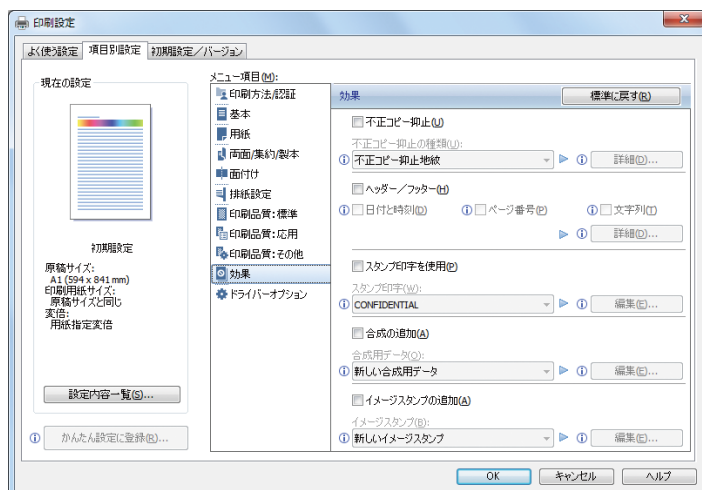 印刷設定
よく使う設定
項目別設定
初期設定／バージョン
現在の設定
初期設定
原稿サイズ:
A1 (594 x 841 mm)
印刷用紙サイズ:
原稿サイズと同じ
変倍:
用紙指定変倍
設定内容一覧(S)...
かんたん設定に登録(R)...
メニュー項目(M):
印刷方法/認証
基本
用紙
両面/集約/製本
面付け
排紙設定
印刷品質:標準
印刷品質:応用
印刷品質:その他
効果
ドライバーオプション
効果
標準に戻す(R)
不正コピー抑止(U)
不正コピー抑止の種類(U):
不正コピー抑止地紋
詳細(D)...
ヘッダー／フッター(H)
日付と時刻(D)
ページ番号(P)
文字列(T)
詳細(D)...
スタンプ印字を使用(P)
スタンプ印字(W):
CONFIDENTIAL
編集(E)...
合成の追加(A)
合成用データ(O):
新しい合成用データ
編集(E)...
イメージスタンプの追加(A)
イメージスタンプ(B):
新しいイメージスタンプ
編集(E)...
OK
キャンセル
ヘルプ